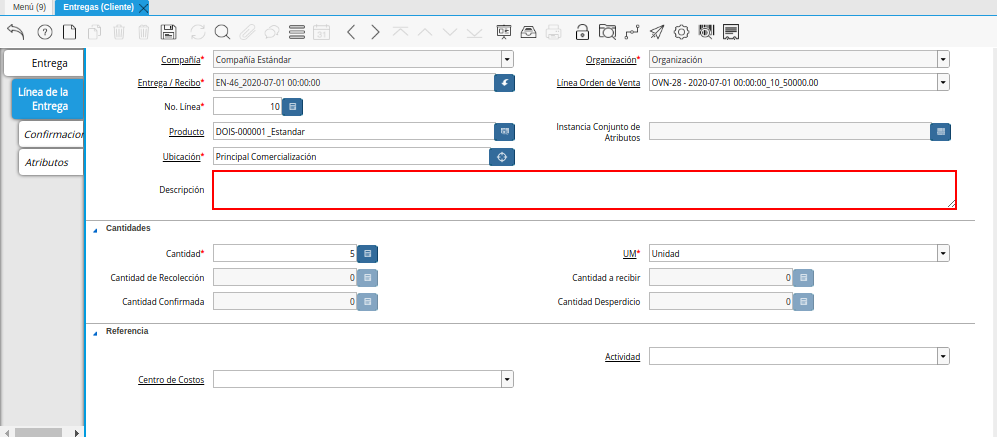 Menú (9)
Entregas (Cliente)
31
Entrega
Línea de la
Entrega
Confirmacion
Atributos
Compañía*
Compañía Estándar
Organización*
Organización
Entrega / Recibo*
EN-46_2020-07-01 00:00:00
Línea Orden de Venta
OVN-28 - 2020-07-01 00:00:00_10_50000.00
No. Línea*
10
Producto
DOIS-000001_Estandar
Instancia Conjunto de
Atributos
Ubicación*
Principal Comercialización
Descripción
Cantidades
Cantidad*
5
UM*
Unidad
Cantidad de Recolección
0
Cantidad a recibir
0
Cantidad Confirmada
0
Cantidad Desperdicio
0
Referencia
Actividad
Centro de Costos